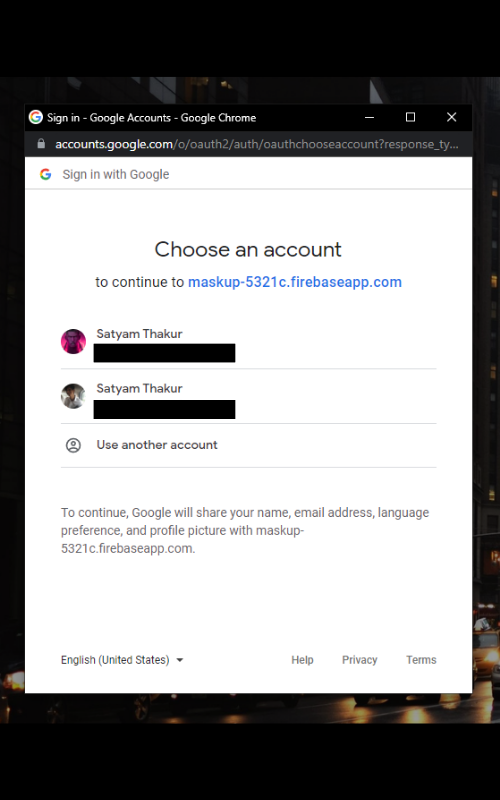 Sign in - Google Accounts - Google Chrome
accounts.google.com/o/oauth2/auth/oauthchooseaccount?response_ty...
Sign in with Google
Choose an account
to continue to maskup-5321c.firebaseapp.com
Satyam Thakur
Satyam Thakur
Use another account
To continue, Google will share your name, email address, language
preference, and profile picture with maskup-
5321c.firebaseapp.com.
English (United States)
Help
Privacy
Terms